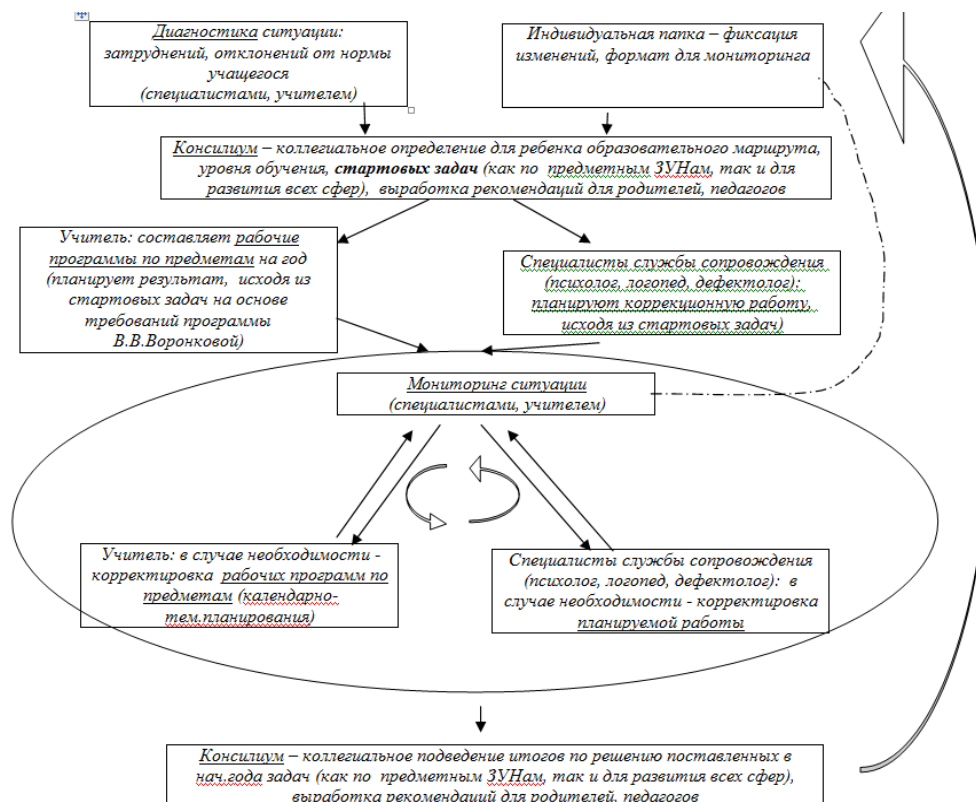 Диагностика ситуации:
затруднений, отклонений от нормы
учащегося
(специалистами, учителем)
Индивидуальная папка – фиксация
изменений, формат для мониторинга
Консилиум – коллегиальное определение для ребенка образовательного маршрута,
уровня обучения, стартовых задач (как по предметным ЗУНам, так и для
развития всех сфер), выработка рекомендаций для родителей, педагогов
Учитель: составляет рабочие
программы по предметам на год
(планирует результат, исходя из
стартовых задач на основе
требований программы
В.В.Воронковой)
Специалисты службы сопровождения
(психолог, логопед, дефектолог):
планируют коррекционную работу,
исходя из стартовых задач)
Мониторинг ситуации
(специалистами, учителем)
Учитель: в случае необходимости -
корректировка рабочих программ по
предметам (календарно-
тем.планирования)
Специалисты службы сопровождения
(психолог, логопед, дефектолог): в
случае необходимости - корректировка
планируемой работы
Консилиум – коллегиальное подведение итогов по решению поставленных в
нач.года задач (как по предметным ЗУНам, так и для развития всех сфер),
выработка рекомендаций для родителей, педагогов